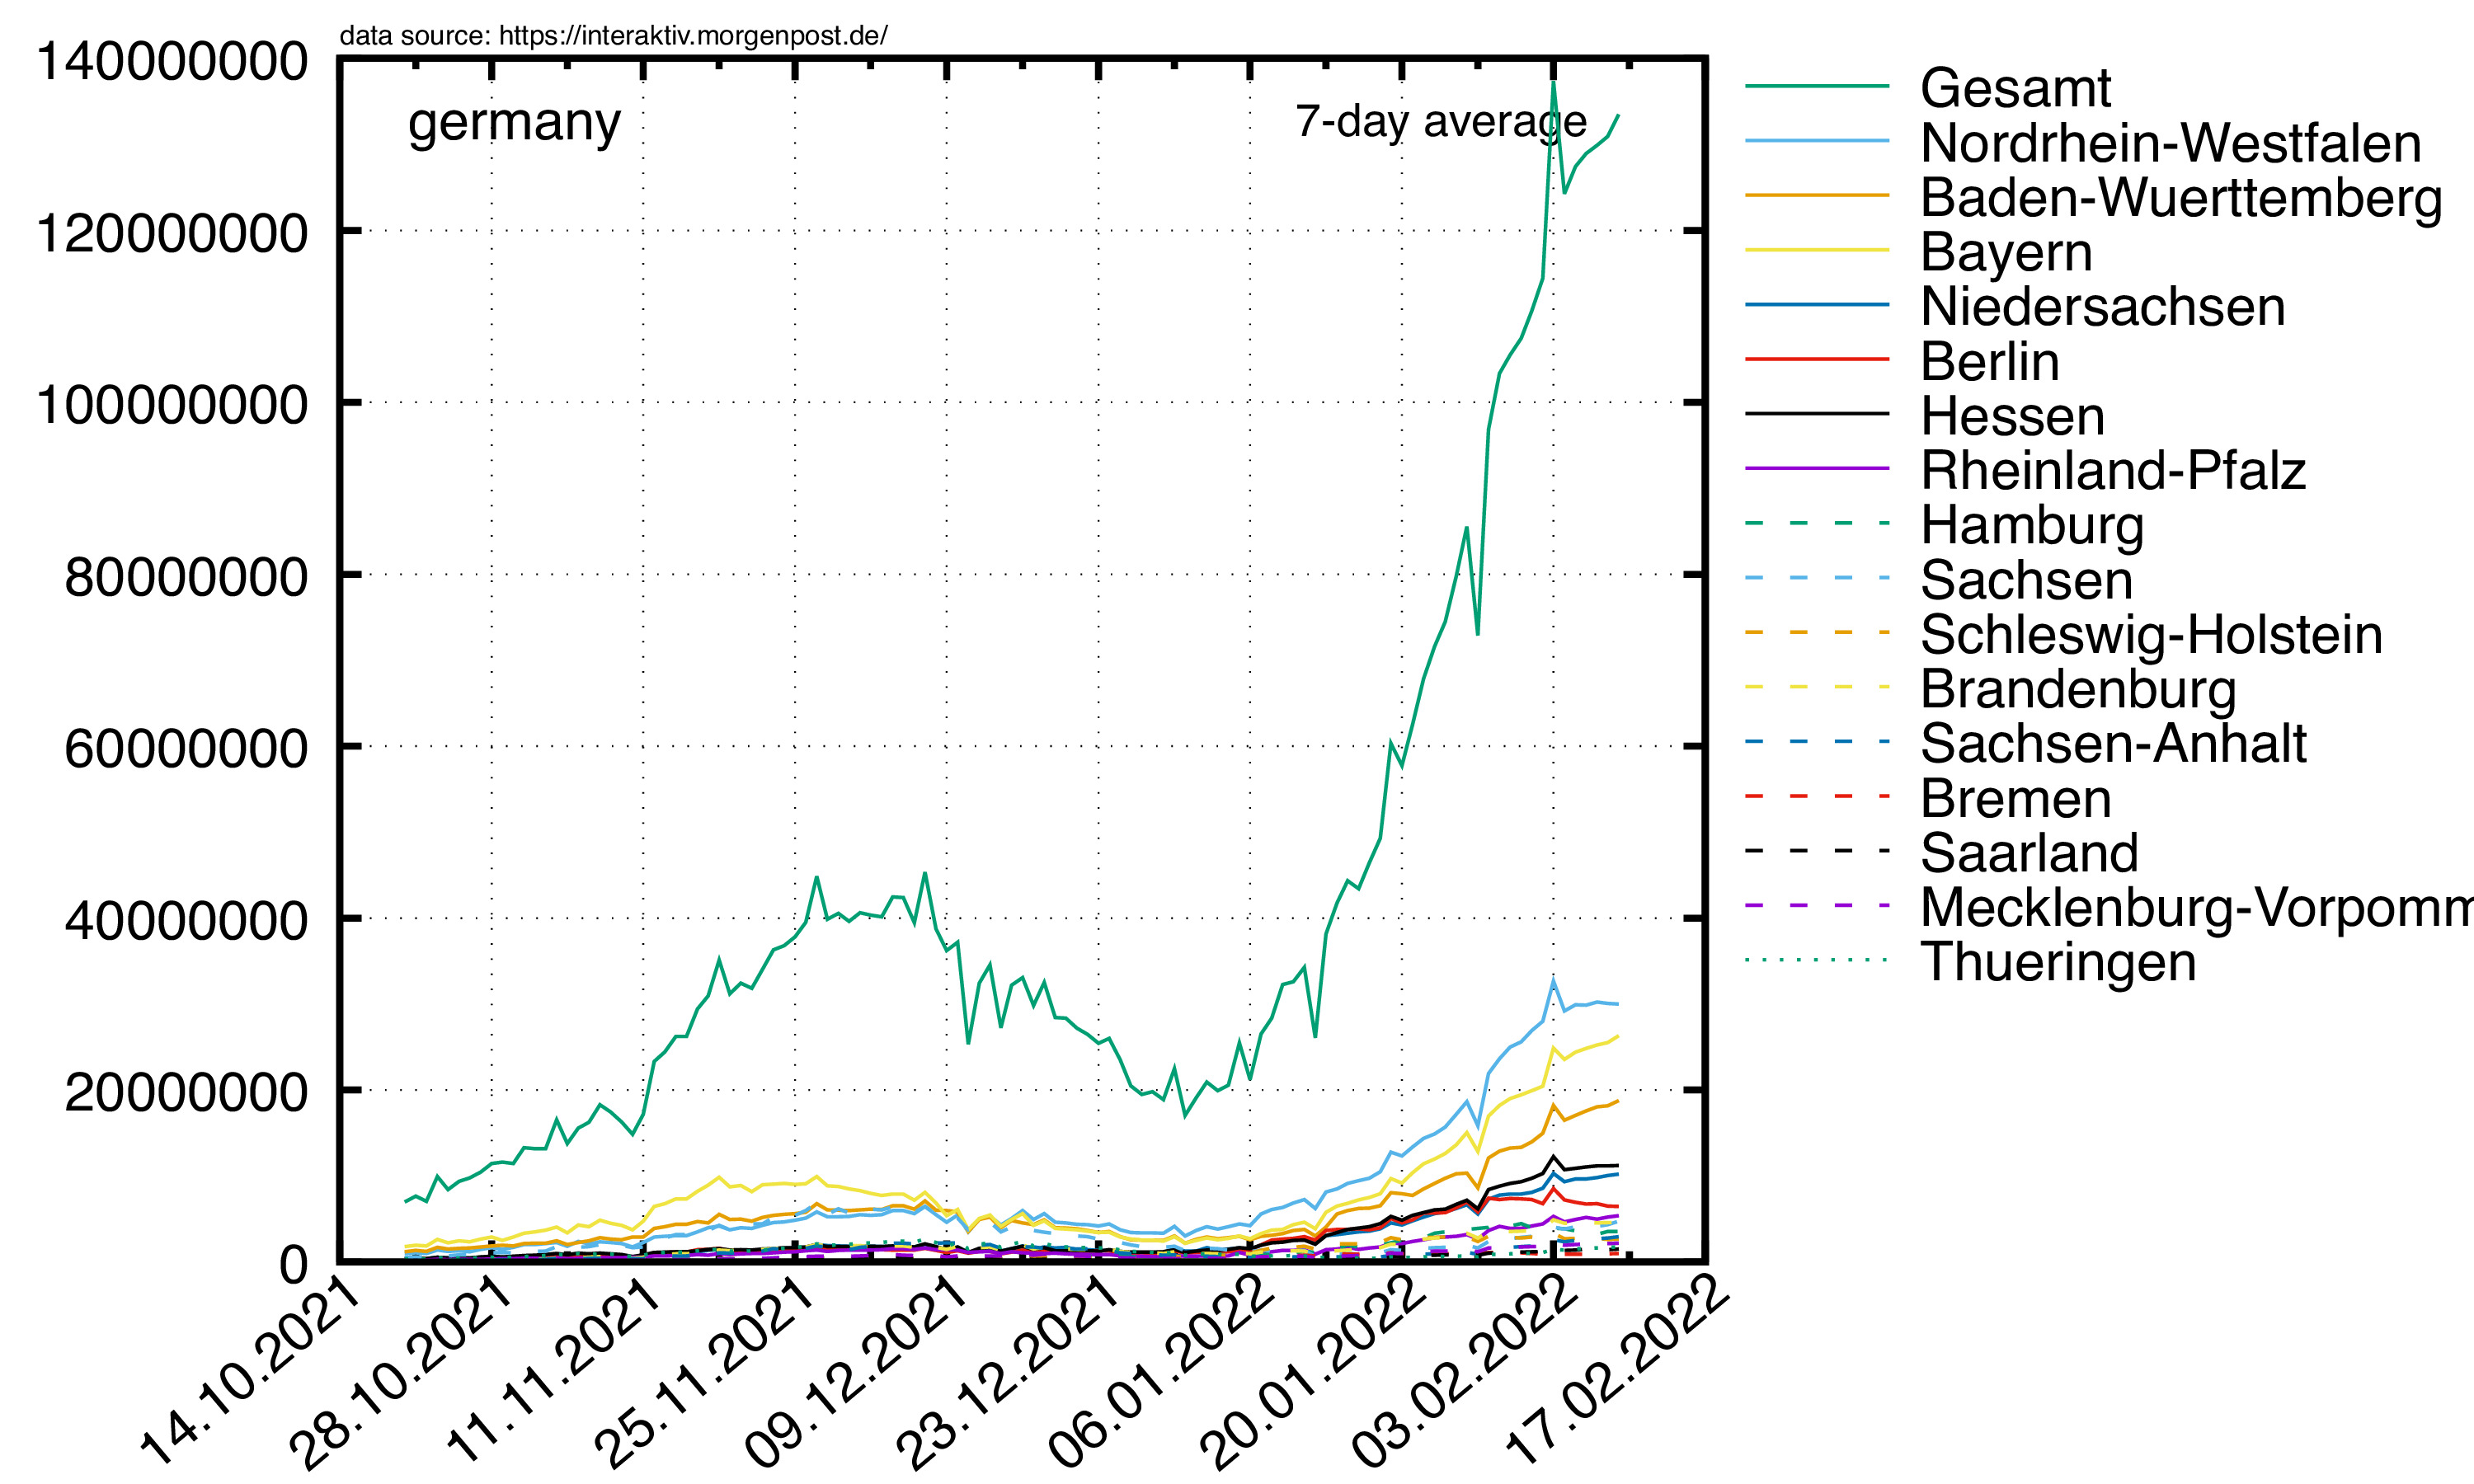 data source: https://interaktiv.morgenpost.de/
140000000
120000000
100000000
80000000
60000000
40000000
20000000
0
germany
7-day average
14.10.2021
28.10.2021
11.11.2021
25.11.2021
09.12.2021
23.12.2021
06.01.2022
20.01.2022
03.02.2022
17.02.2022
Gesamt
Nordrhein-Westfalen
Baden-Wuerttemberg
Bayern
Niedersachsen
Berlin
Hessen
Rheinland-Pfalz
Hamburg
Sachsen
Schleswig-Holstein
Brandenburg
Sachsen-Anhalt
Bremen
Saarland
Mecklenburg-Vorpomm
Thueringen